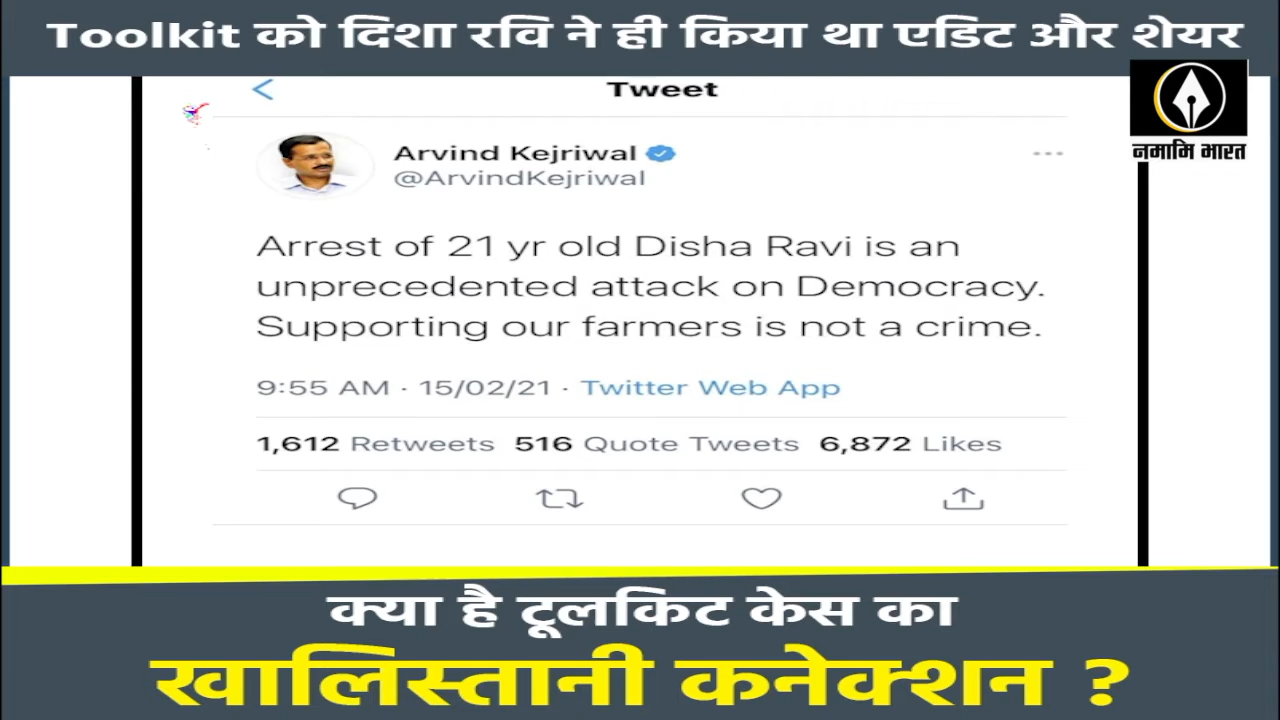 Toolkit को दिशा रवि ने ही किया था एडिट और शेयर
नमामि भारत
Tweet
Arvind Kejriwal
@ArvindKejriwal
Arrest of 21 yr old Disha Ravi is an
unprecedented attack on Democracy.
Supporting our farmers is not a crime.
9:55 AM · 15/02/21 · Twitter Web App
1,612 Retweets 516 Quote Tweets 6,872 Likes
क्या है टूलकिट केस का
खालिस्तानी कनेक्शन ?